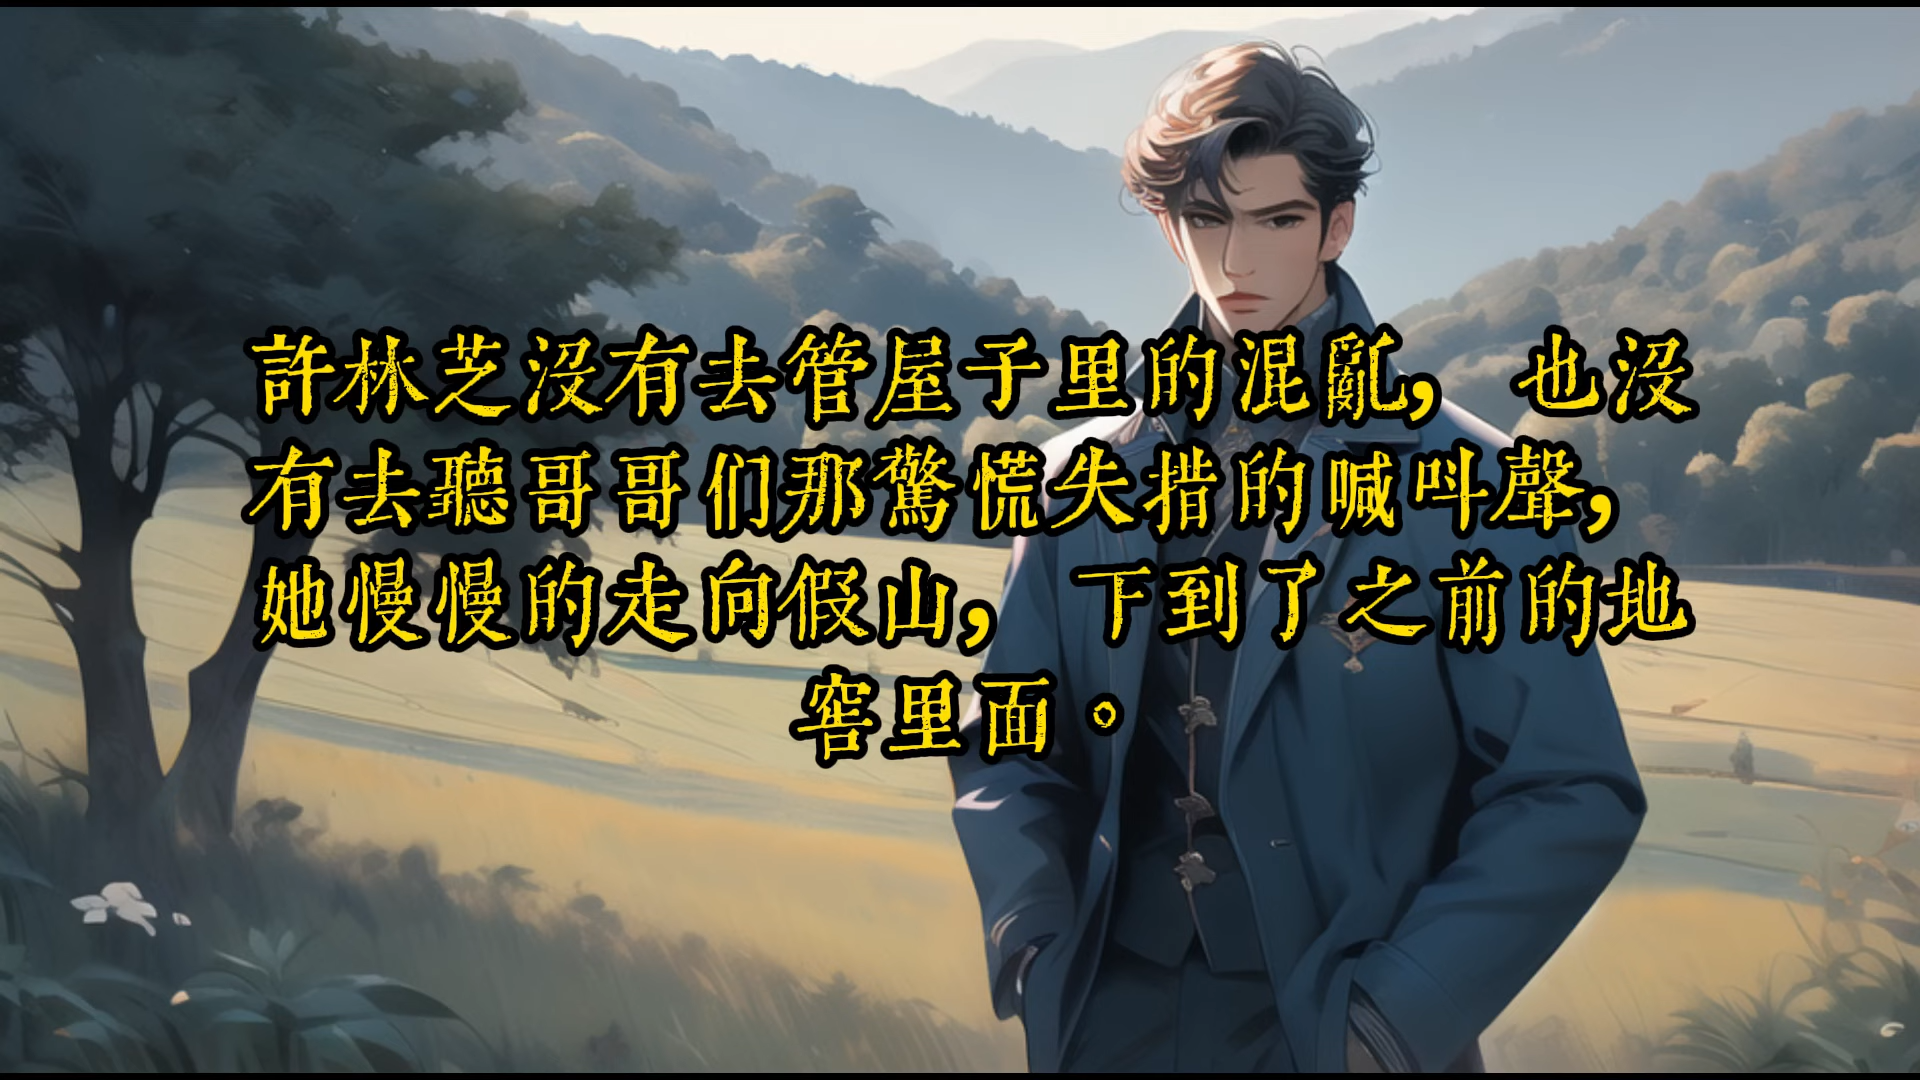 許林芝沒有去管屋子里的混亂，也沒
有去聽哥哥们那驚慌失措的喊叫聲，
她慢慢的走向假山，下到了之前的地
窖里面。